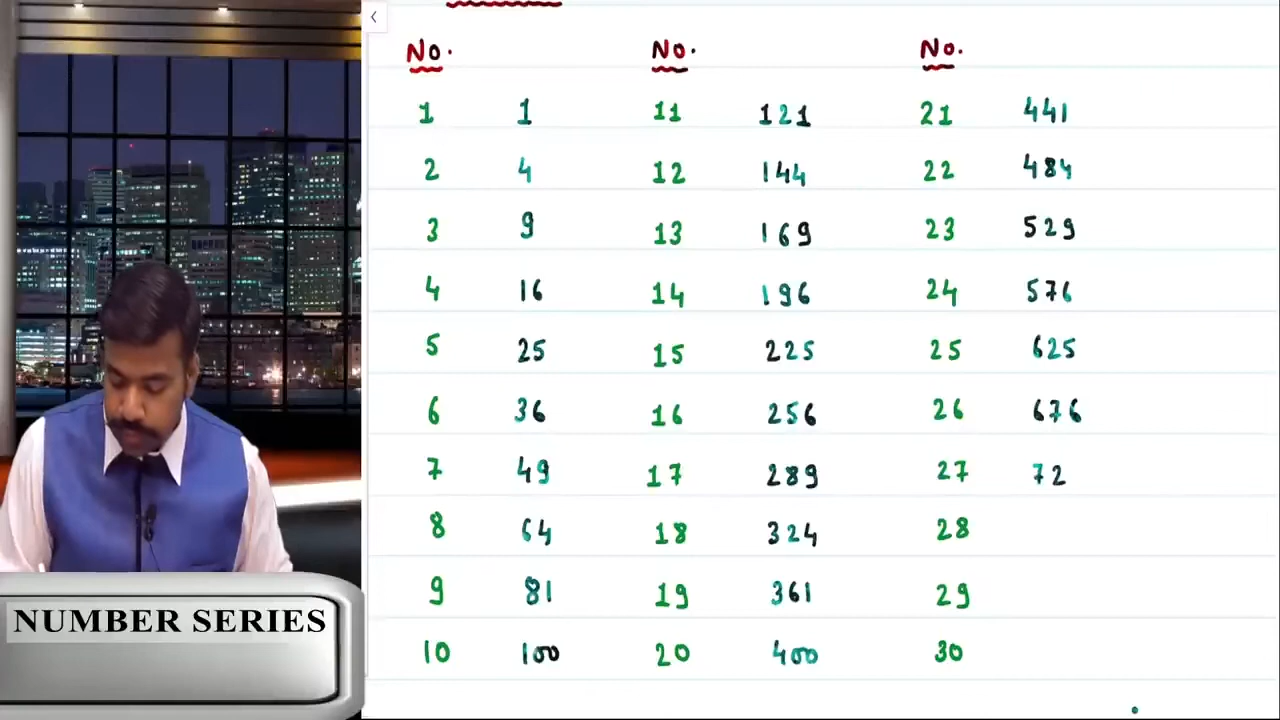 No. No. No.
1 1 11 121 21 441
2 4 12 144 22 484
3 9 13 169 23 529
4 16 14 196 24 576
5 25 15 225 25 625
6 36 16 256 26 676
7 49 17 289 27 72
8 64 18 324 28
9 81 19 361 29
10 100 20 400 30
NUMBER SERIES